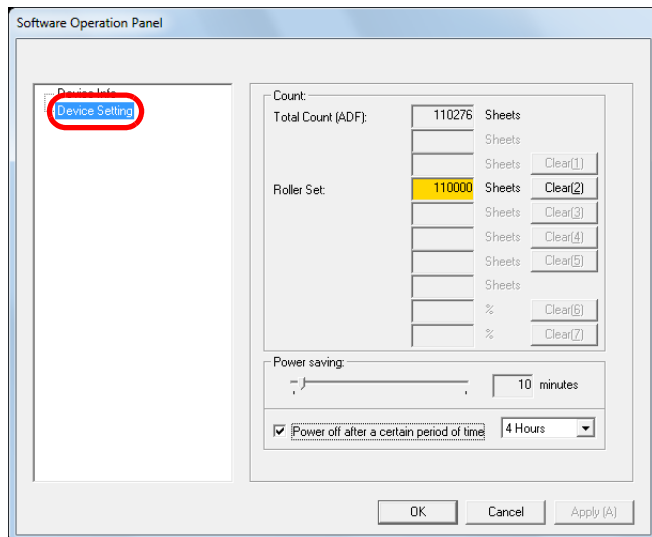 Software Operation Panel
Device Info
Device Setting
Count:
Total Count (ADF): 110276 Sheets
Sheets
Sheets Clear(1)
Roller Set: 110000 Sheets Clear(2)
Sheets Clear(3)
Sheets Clear(4)
Sheets Clear(5)
Sheets
% Clear(6)
% Clear(7)
Power saving:
10 minutes
Power off after a certain period of time 4 Hours
OK Cancel Apply (A)